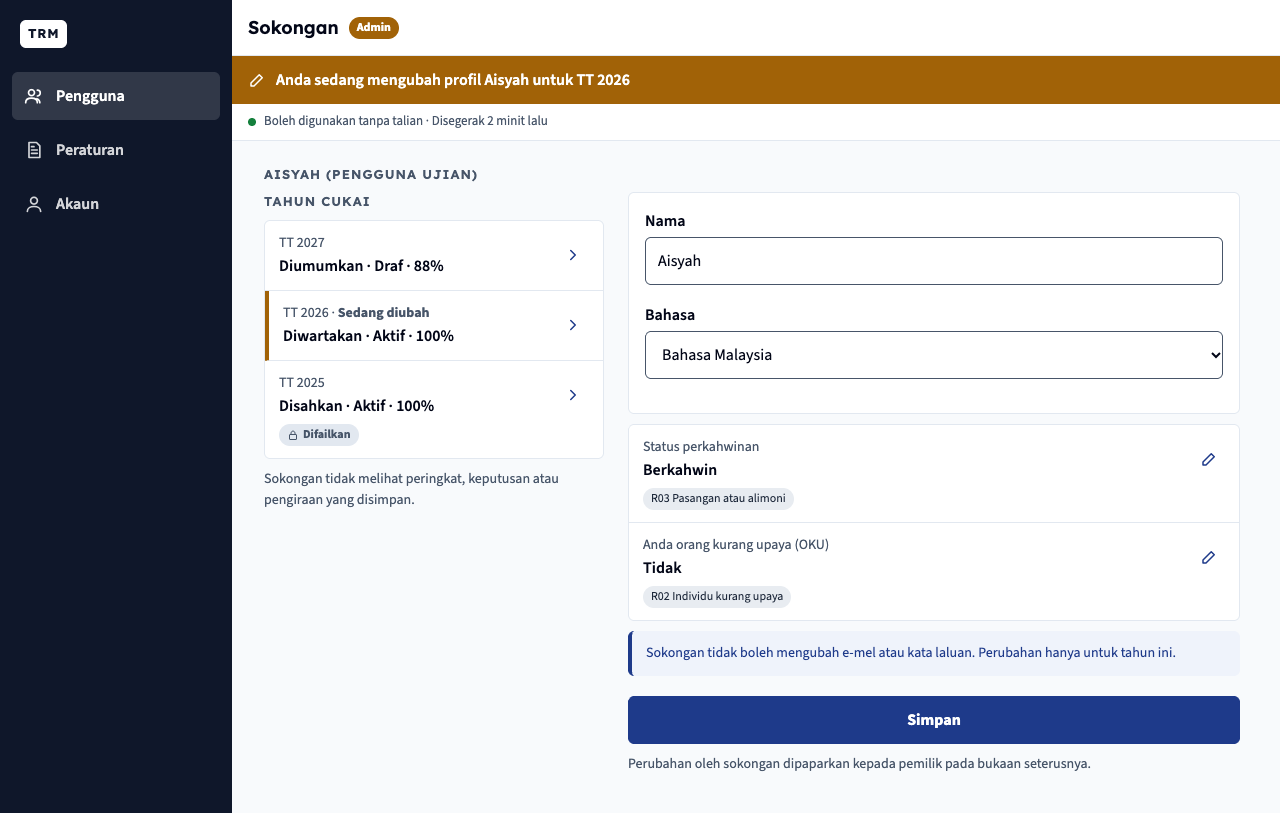 TRM
Pengguna
Peraturan
Akaun
Sokongan
Admin
Anda sedang mengubah profil Aisyah untuk TT 2026
Boleh digunakan tanpa talian · Disegerak 2 minit lalu
AISYAH (PENGGUNA UJIAN)
TAHUN CUKAI
TT 2027
Diumumkan · Draf · 88%
TT 2026 · Sedang diubah
Diwartakan · Aktif · 100%
TT 2025
Disahkan · Aktif · 100%
Difailkan
Sokongan tidak melihat peringkat, keputusan atau
pengiraan yang disimpan.
Nama
Aisyah
Bahasa
Bahasa Malaysia
Status perkahwinan
Berkahwin
R03 Pasangan atau alimoni
Anda orang kurang upaya (OKU)
Tidak
R02 Individu kurang upaya
Sokongan tidak boleh mengubah e-mel atau kata laluan. Perubahan hanya untuk tahun ini.
Simpan
Perubahan oleh sokongan dipaparkan kepada pemilik pada bukaan seterusnya.